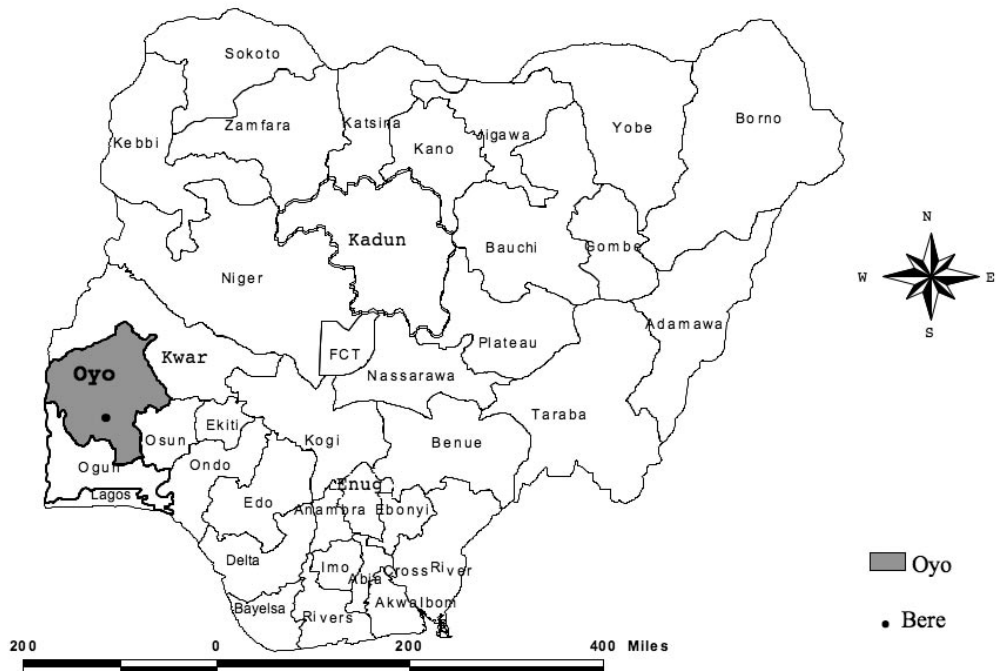 Sokoto
Zamfara
Katsina
Jigawa
Yobe
Borno
Kebbi
Kano
N
Kadun
Bauchi
Gombe
Niger
W
E
S
Adamawa
Plateau
FCT
Kwar
Oyo
Nassarawa
Taraba
Ekiti
Osun
Kogi
Benue
Ondo
Ogun
Lagos
Enug
Edo
Anambra
Ebonyi
Delta
Imo
Abia
Cross River
Oyo
Akwa Ibom
Bayelsa
Rivers
Bere
200 0 200 400 Miles